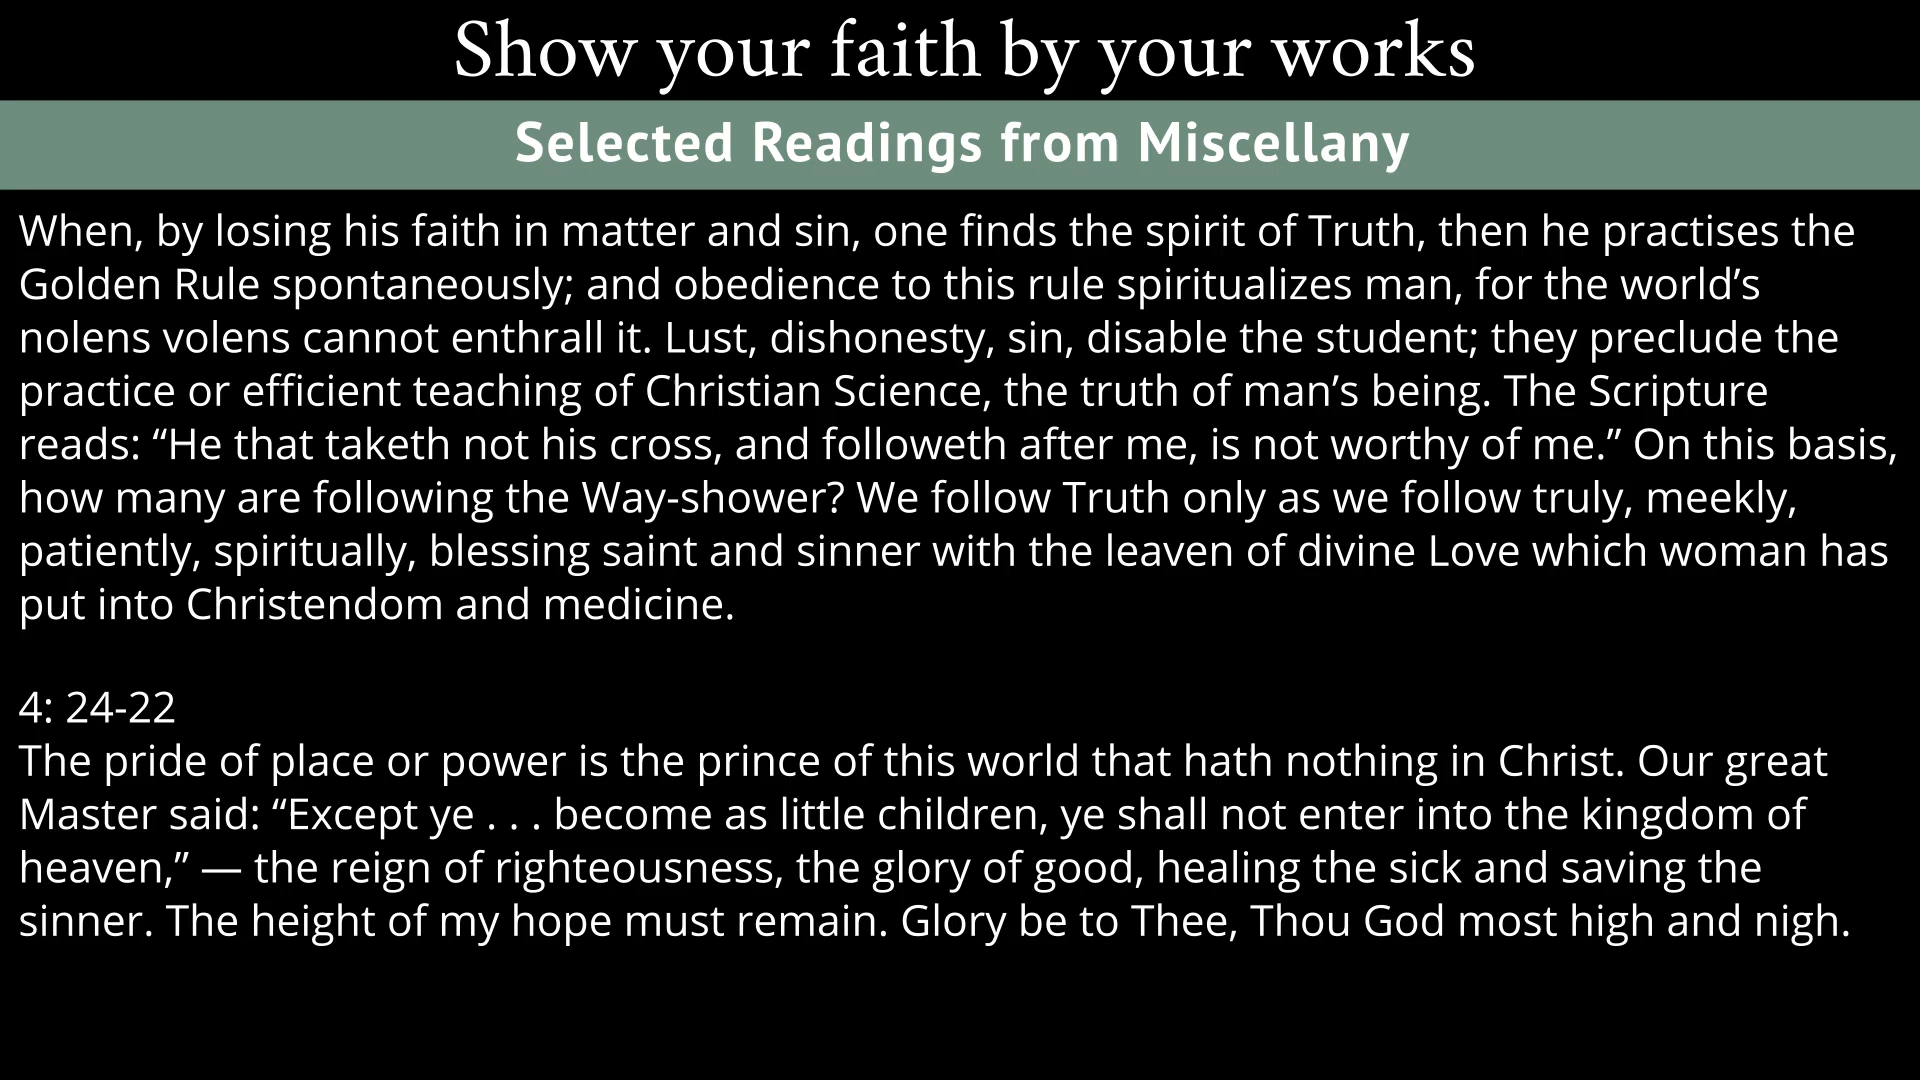 Show your faith by your works
Selected Readings from Miscellany
When, by losing his faith in matter and sin, one finds the spirit of Truth, then he practises the
Golden Rule spontaneously; and obedience to this rule spiritualizes man, for the world’s
nolens volens cannot enthrall it. Lust, dishonesty, sin, disable the student; they preclude the
practice or efficient teaching of Christian Science, the truth of man’s being. The Scripture
reads: “He that taketh not his cross, and followeth after me, is not worthy of me.” On this basis,
how many are following the Way-shower? We follow Truth only as we follow truly, meekly,
patiently, spiritually, blessing saint and sinner with the leaven of divine Love which woman has
put into Christendom and medicine.
4: 24-22
The pride of place or power is the prince of this world that hath nothing in Christ. Our great
Master said: “Except ye . . . become as little children, ye shall not enter into the kingdom of
heaven,” — the reign of righteousness, the glory of good, healing the sick and saving the
sinner. The height of my hope must remain. Glory be to Thee, Thou God most high and nigh.